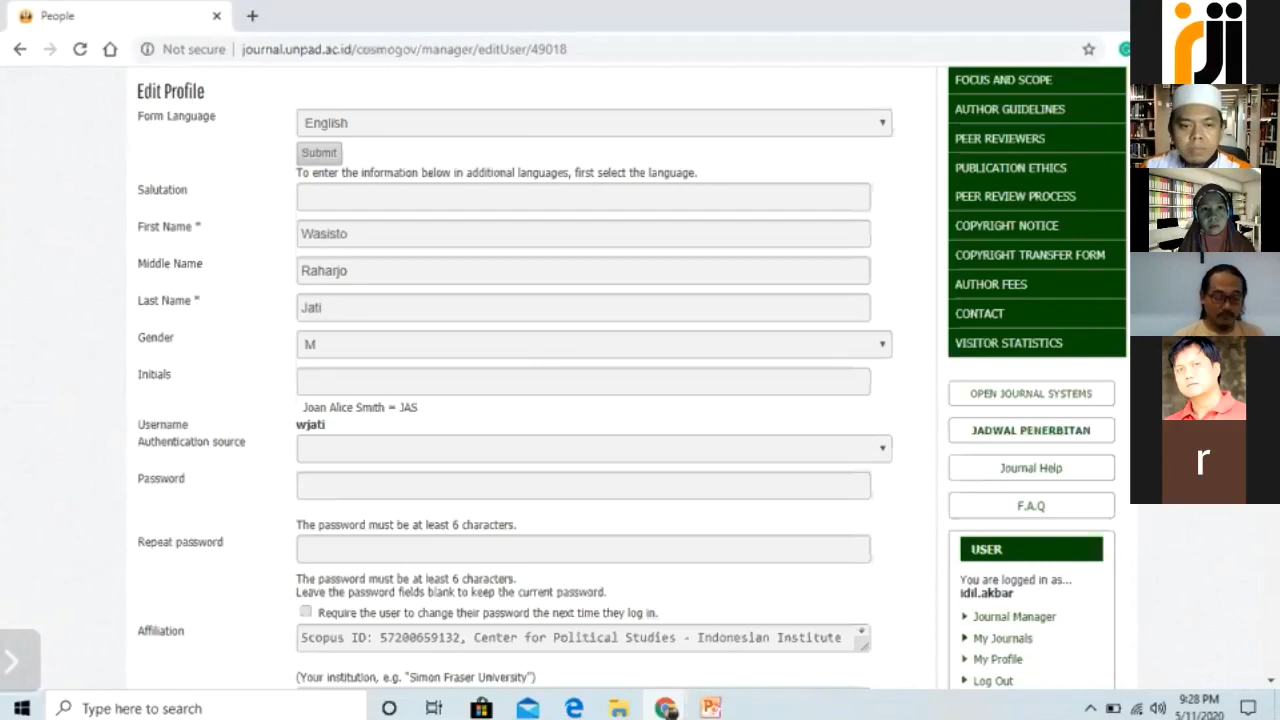 People
Not secure | journal.unpad.ac.id/cosmogov/manager/editUser/49018
Edit Profile
Form Language
English
Submit
To enter the information below in additional languages, first select the language.
Salutation
First Name *
Wasisto
Middle Name
Raharjo
Last Name *
Jati
Gender
M
Initials
Joan Alice Smith = JAS
Username
wjati
Authentication source
Password
The password must be at least 6 characters.
Repeat password
The password must be at least 6 characters.
Leave the password fields blank to keep the current password.
Require the user to change their password the next time they log in.
Affiliation
Scopus ID: 57200659132, Center for Political Studies - Indonesian Institute
(Your institution, e.g. "Simon Fraser University")
FOCUS AND SCOPE
AUTHOR GUIDELINES
PEER REVIEWERS
PUBLICATION ETHICS
PEER REVIEW PROCESS
COPYRIGHT NOTICE
COPYRIGHT TRANSFER FORM
AUTHOR FEES
CONTACT
VISITOR STATISTICS
OPEN JOURNAL SYSTEMS
JADWAL PENERBITAN
Journal Help
F.A.Q
USER
You are logged in as...
idil.akbar
Journal Manager
My Journals
My Profile
Log Out
rji
r
Type here to search
9:28 PM
5/11/2020